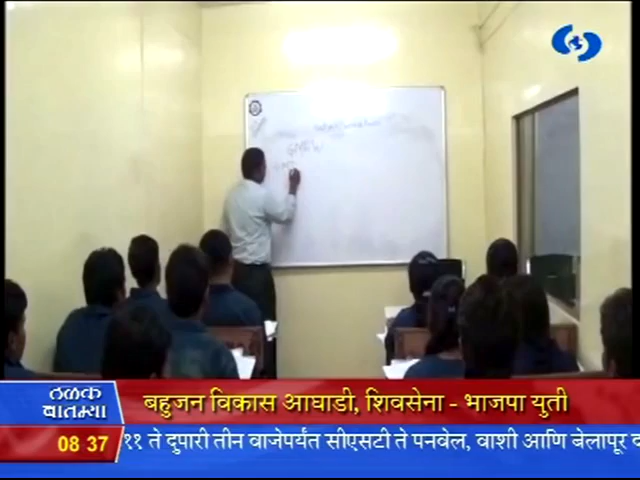 ठळक
बातम्या
बहुजन विकास आघाडी, शिवसेना - भाजपा युती
08 37
११ ते दुपारी तीन वाजेपर्यंत सीएसटी ते पनवेल, वाशी आणि बेलापूर द